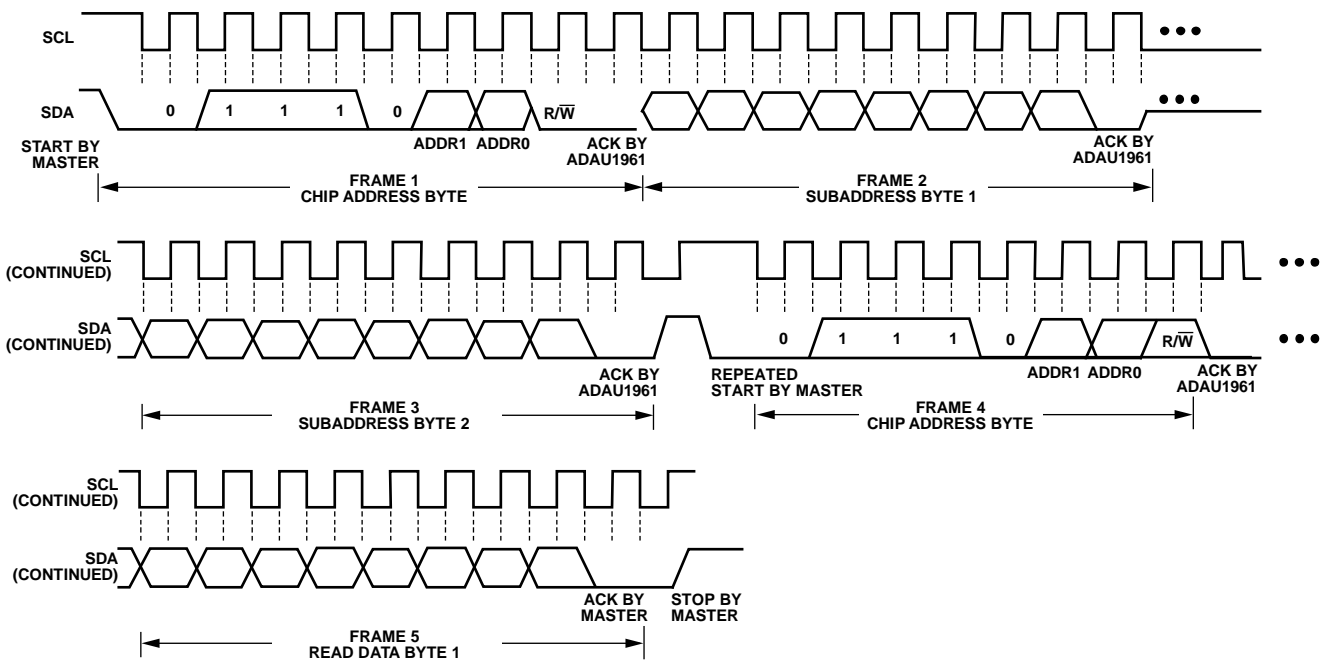 SCL
SDA
0 1 1 1 0 R/W̅
START BY
MASTER
ADDR1 ADDR0
ACK BY
ADAU1961
ACK BY
ADAU1961
FRAME 1
CHIP ADDRESS BYTE
FRAME 2
SUBADDRESS BYTE 1
SCL
(CONTINUED)
SDA
(CONTINUED)
0 1 1 1 0 R/W̅
ACK BY
ADAU1961
REPEATED
START BY MASTER
ADDR1 ADDR0
ACK BY
ADAU1961
FRAME 3
SUBADDRESS BYTE 2
FRAME 4
CHIP ADDRESS BYTE
SCL
(CONTINUED)
SDA
(CONTINUED)
ACK BY
MASTER
STOP BY
MASTER
FRAME 5
READ DATA BYTE 1